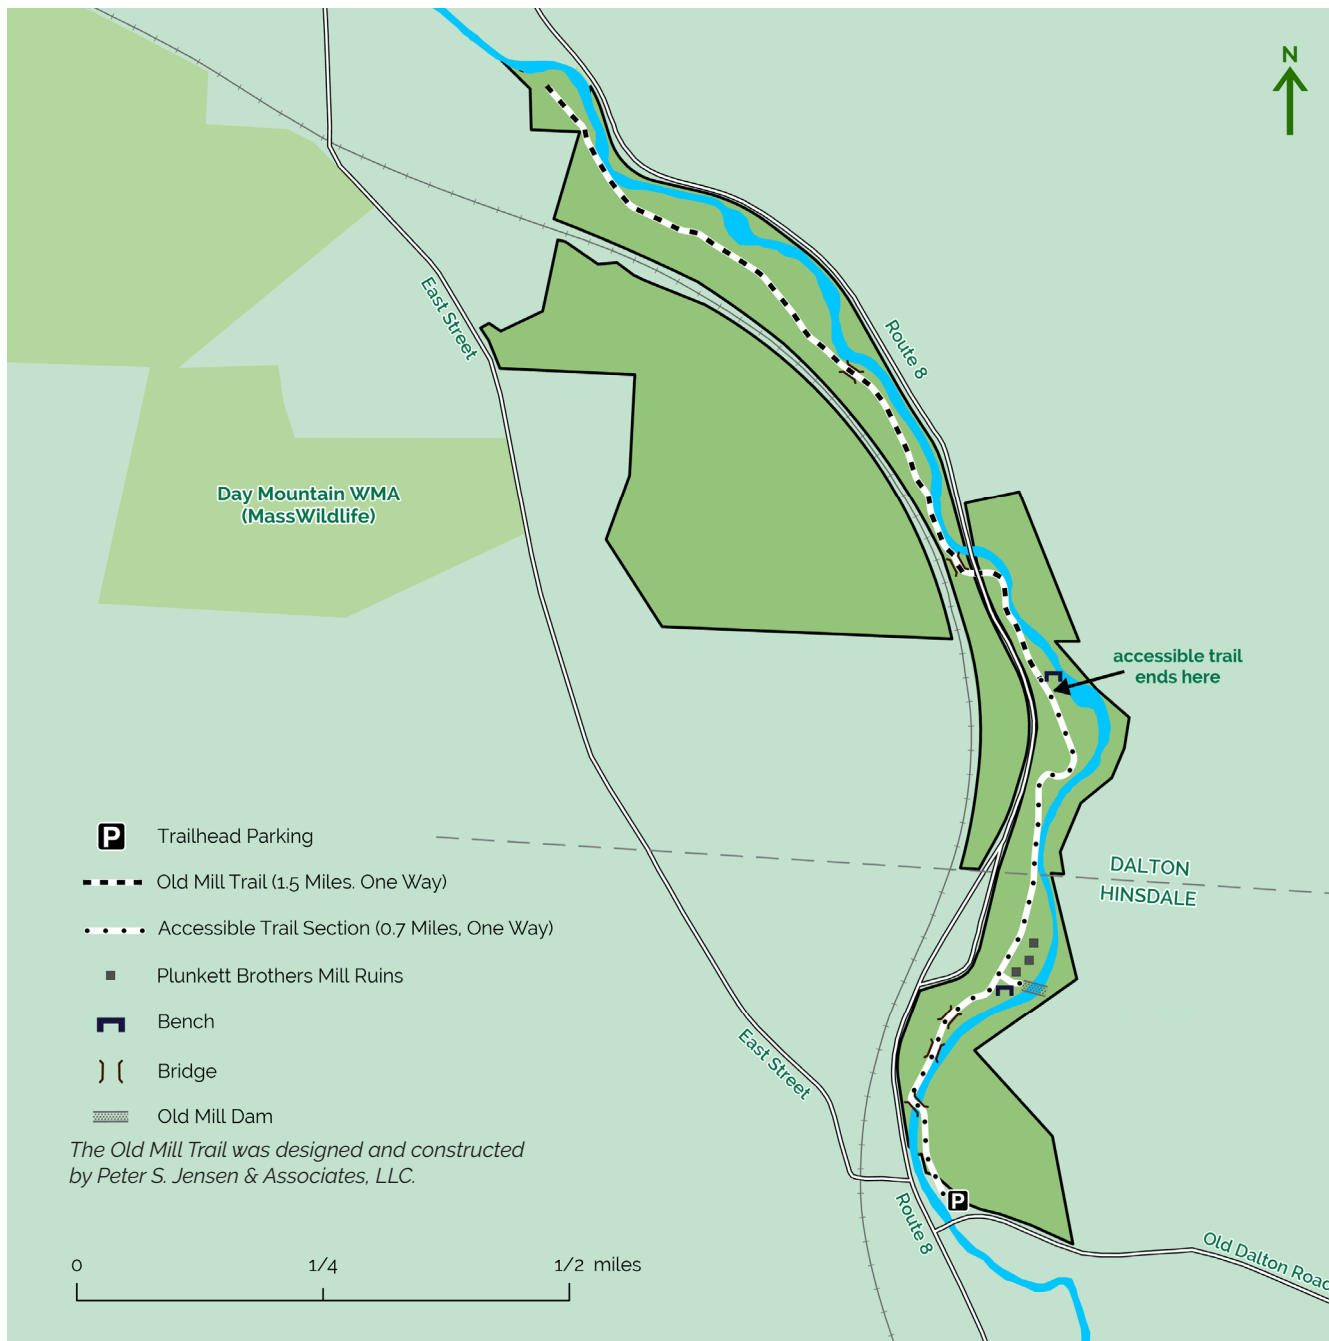 N
East Street
Route 8
Day Mountain WMA
(MassWildlife)
accessible trail
ends here
P Trailhead Parking
Old Mill Trail (1.5 Miles. One Way)
Accessible Trail Section (0.7 Miles, One Way)
Plunkett Brothers Mill Ruins
Bench
Bridge
Old Mill Dam
The Old Mill Trail was designed and constructed
by Peter S. Jensen & Associates, LLC.
DALTON
HINSDALE
East Street
P
Route 8
Old Dalton Road
0 1/4 1/2 miles